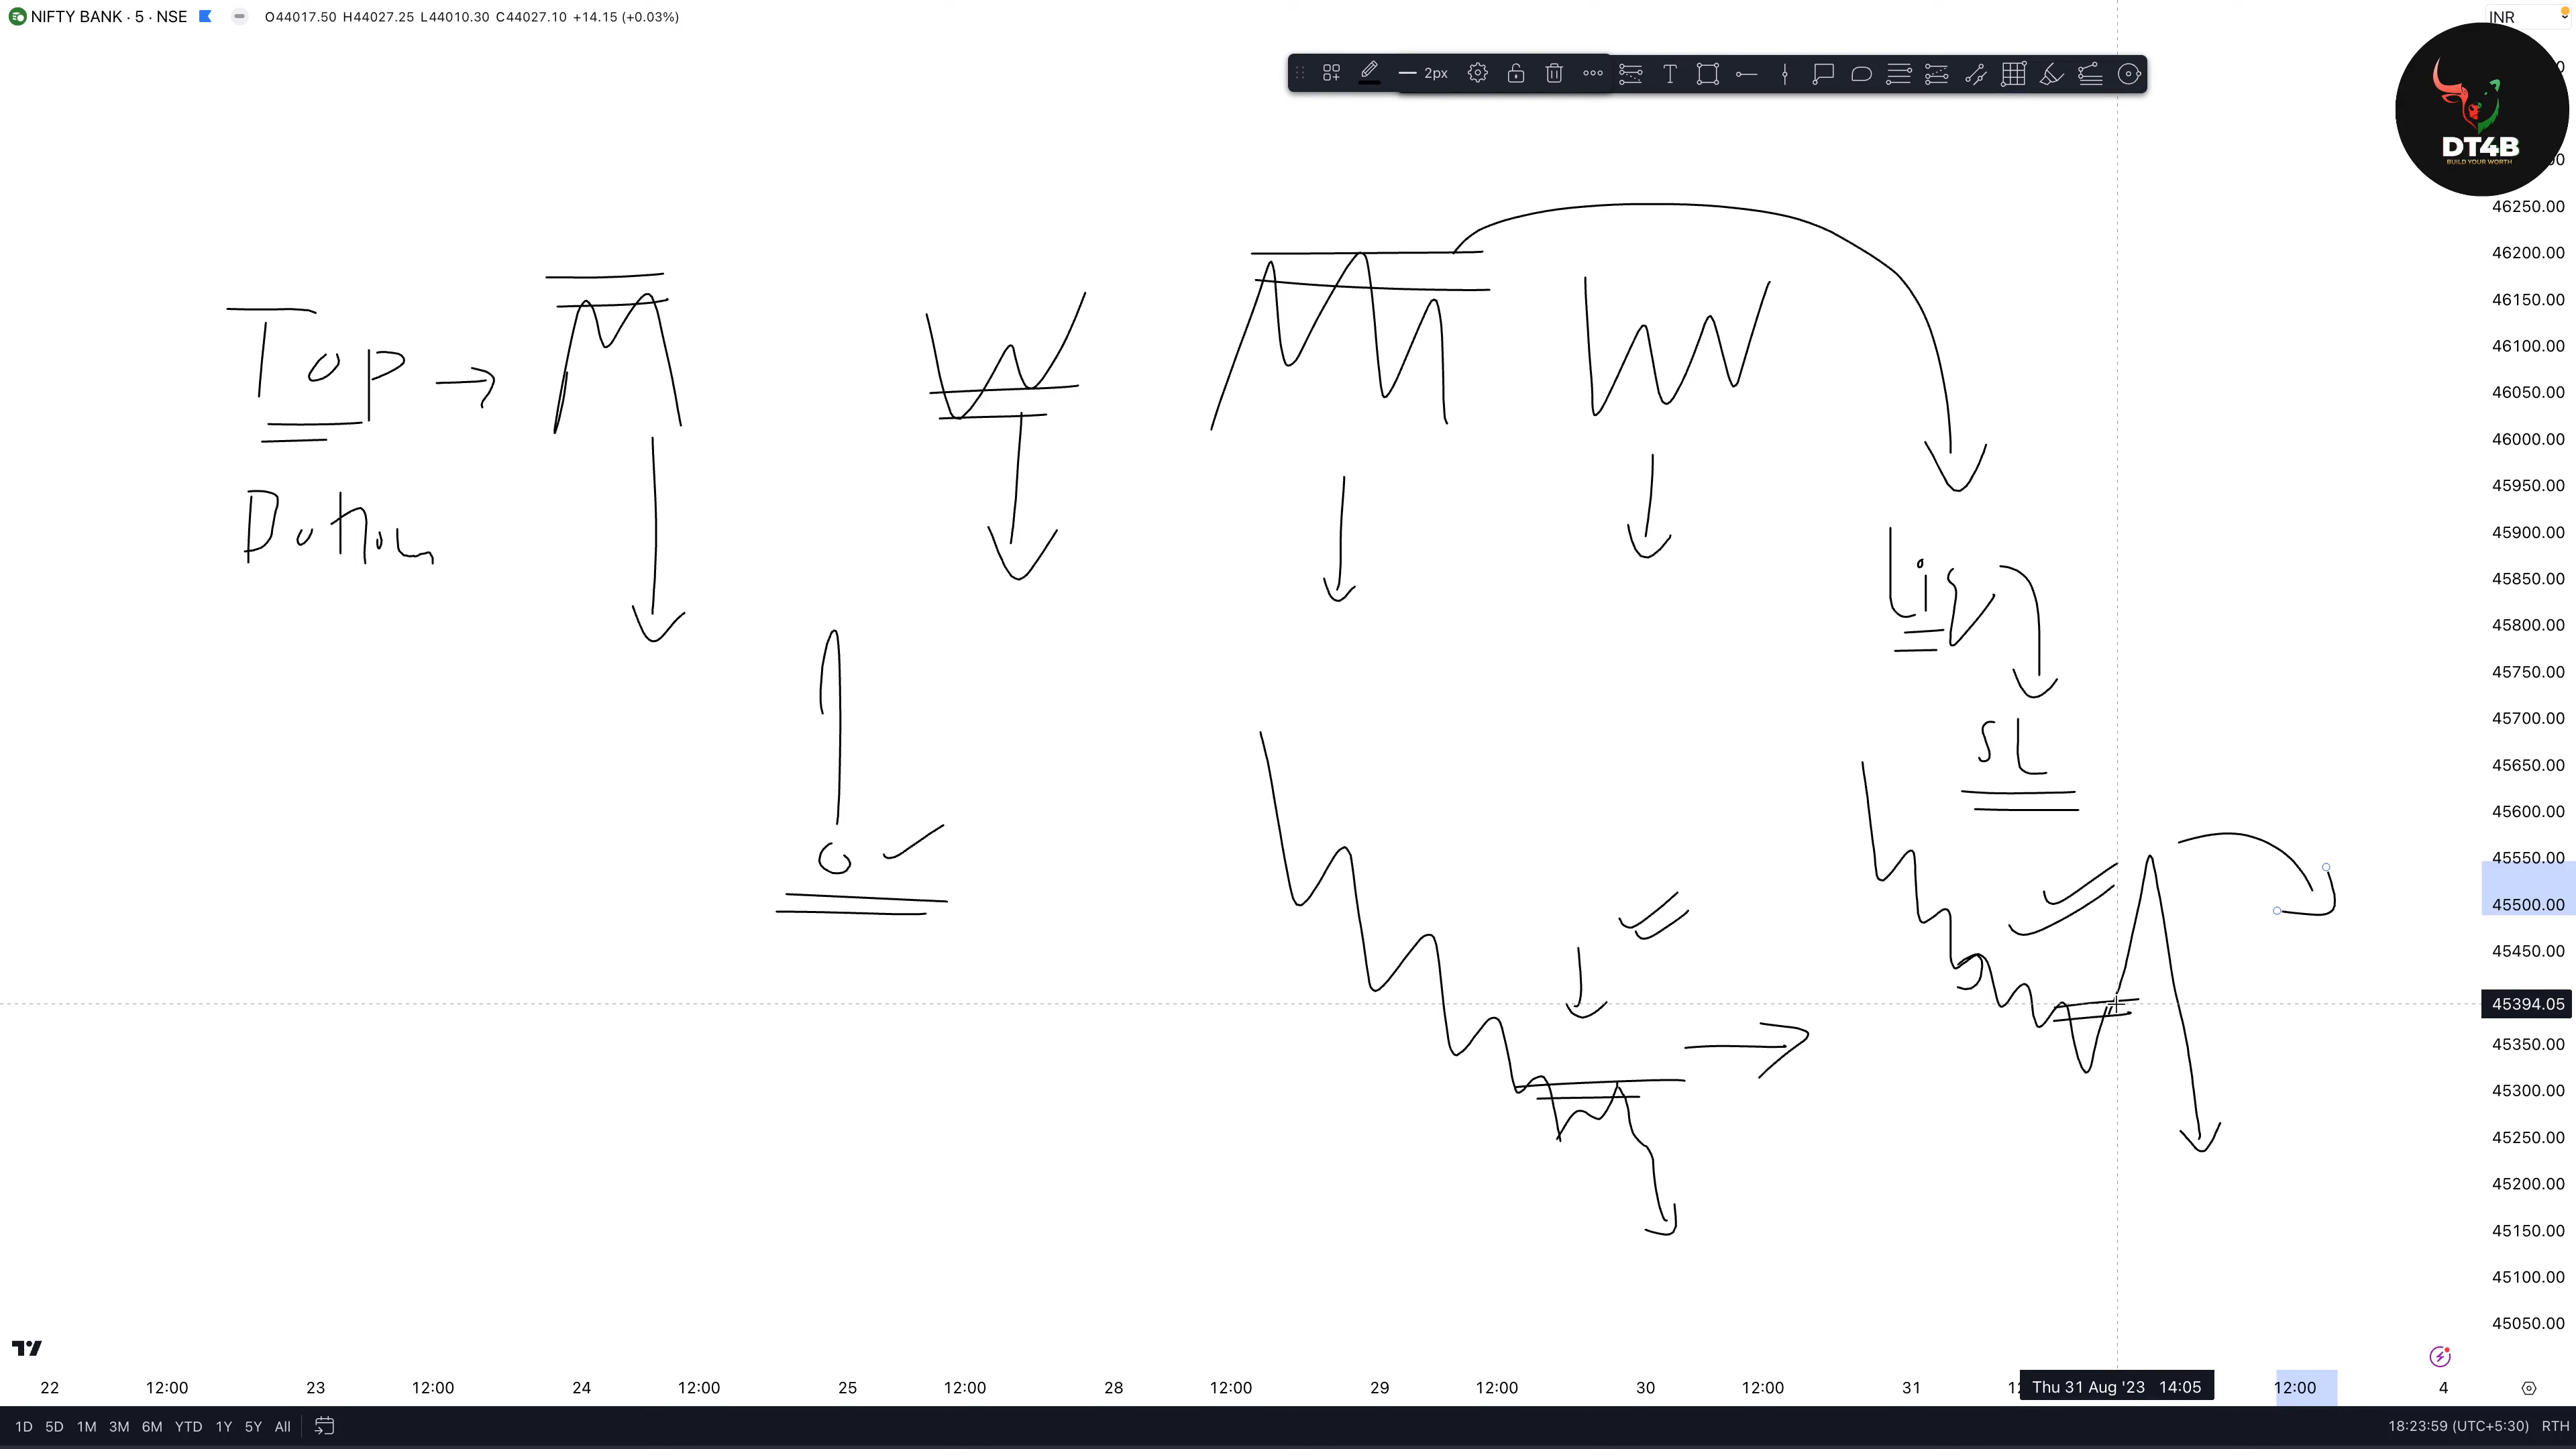 NIFTY BANK · 5 · NSE O44017.50 H44027.25 L44010.30 C44027.10 +14.15 (+0.03%)
INR
2px
DT4B
BUILD YOUR WORTH
46250.00
46200.00
46150.00
46100.00
46050.00
46000.00
45950.00
45900.00
45850.00
45800.00
45750.00
45700.00
45650.00
45600.00
45550.00
45500.00
45450.00
45394.05
45350.00
45300.00
45250.00
45200.00
45150.00
45100.00
45050.00
Top
Liq
SL
22 12:00 23 12:00 24 12:00 25 12:00 28 12:00 29 12:00 30 12:00 31 Thu 31 Aug '23 14:05 12:00 4
1D 5D 1M 3M 6M YTD 1Y 5Y All 18:23:59 (UTC+5:30) RTH